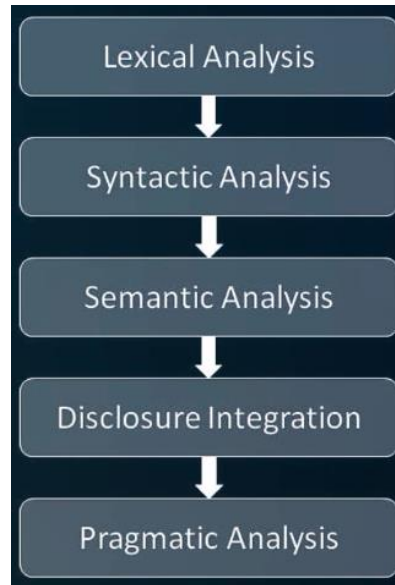 Lexical Analysis
Syntactic Analysis
Semantic Analysis
Disclosure Integration
Pragmatic Analysis